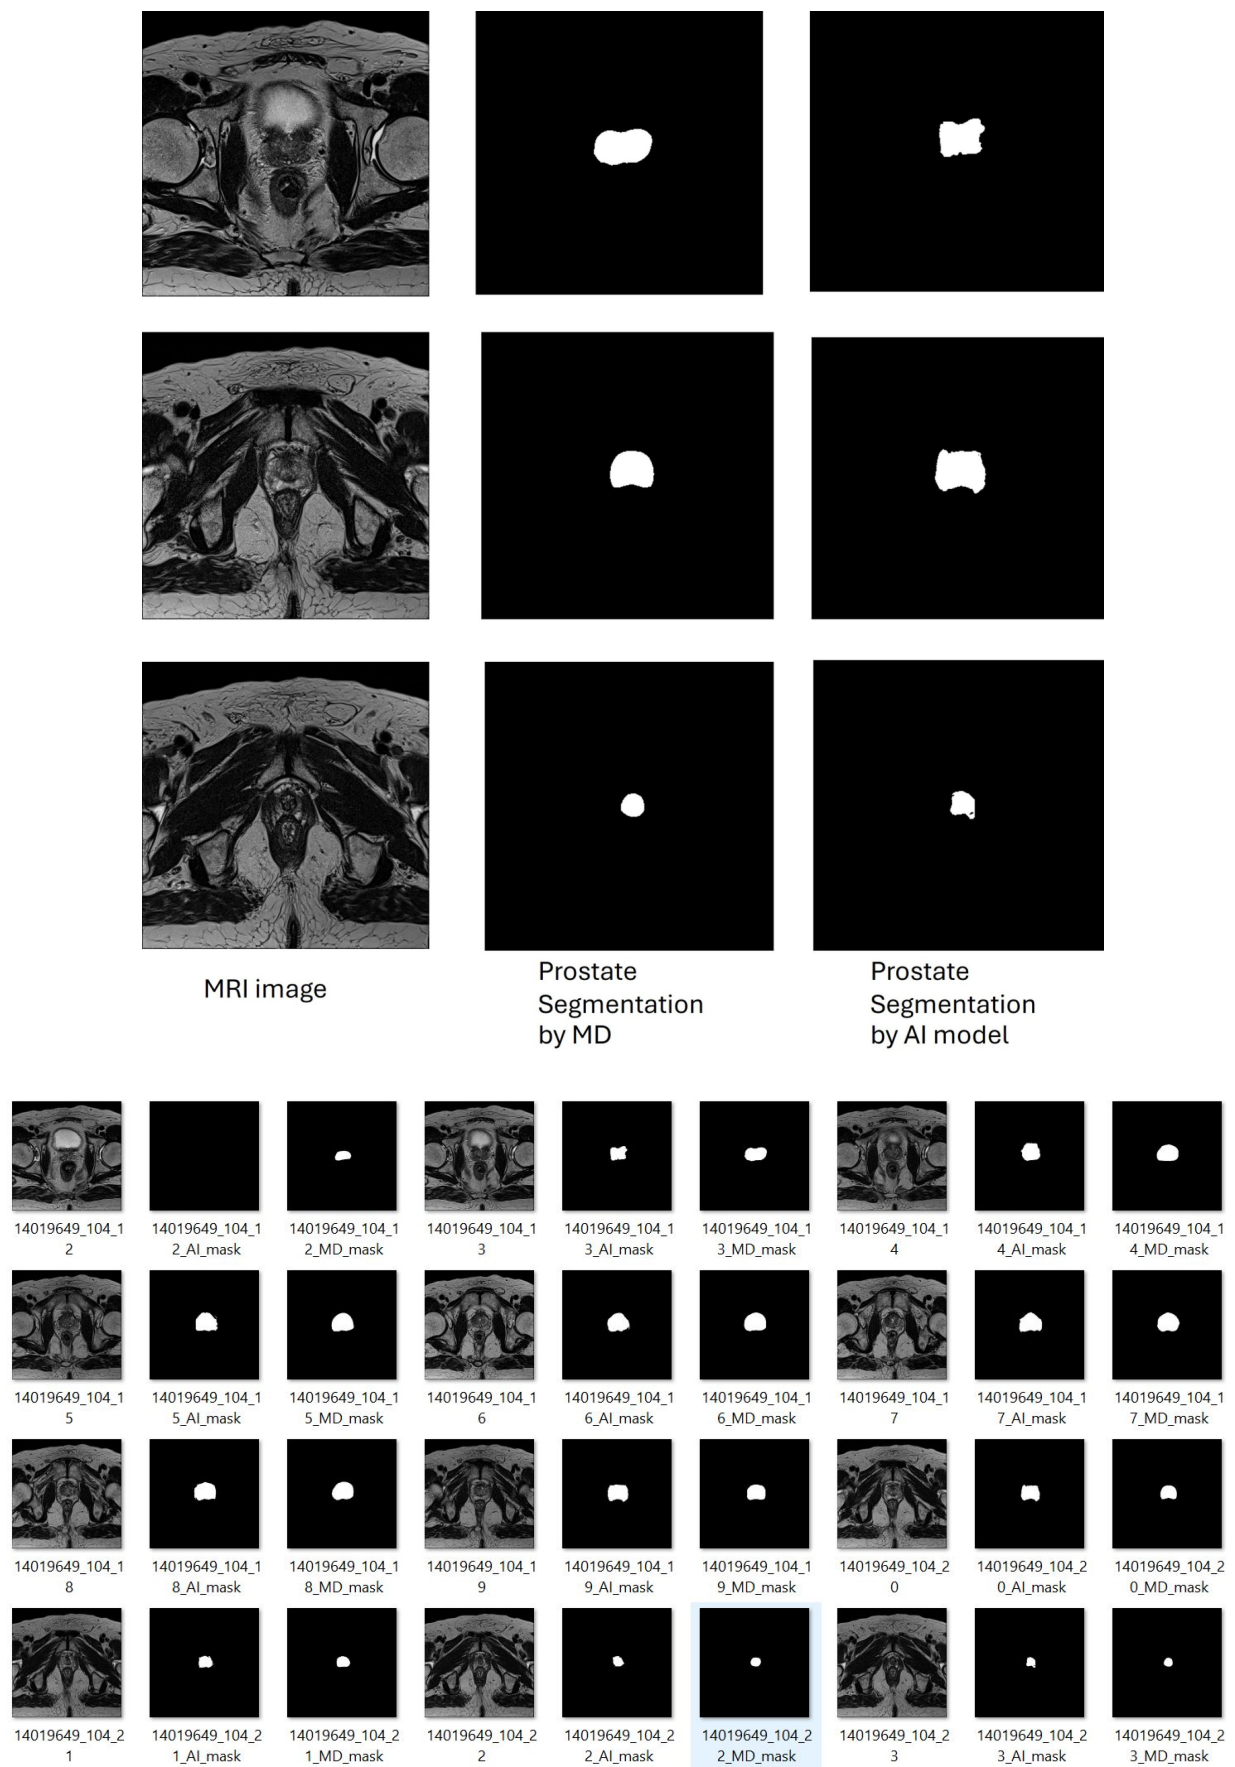 MRI image
Prostate
Segmentation
by MD
Prostate
Segmentation
by AI model
14019649_104_1
2
14019649_104_1
2_AI_mask
14019649_104_1
2_MD_mask
14019649_104_1
3
14019649_104_1
3_AI_mask
14019649_104_1
3_MD_mask
14019649_104_1
4
14019649_104_1
4_AI_mask
14019649_104_1
4_MD_mask
14019649_104_1
5
14019649_104_1
5_AI_mask
14019649_104_1
5_MD_mask
14019649_104_1
6
14019649_104_1
6_AI_mask
14019649_104_1
6_MD_mask
14019649_104_1
7
14019649_104_1
7_AI_mask
14019649_104_1
7_MD_mask
14019649_104_1
8
14019649_104_1
8_AI_mask
14019649_104_1
8_MD_mask
14019649_104_1
9
14019649_104_1
9_AI_mask
14019649_104_1
9_MD_mask
14019649_104_2
0
14019649_104_2
0_AI_mask
14019649_104_2
0_MD_mask
14019649_104_2
1
14019649_104_2
1_AI_mask
14019649_104_2
1_MD_mask
14019649_104_2
2
14019649_104_2
2_AI_mask
14019649_104_2
2_MD_mask
14019649_104_2
3
14019649_104_2
3_AI_mask
14019649_104_2
3_MD_mask